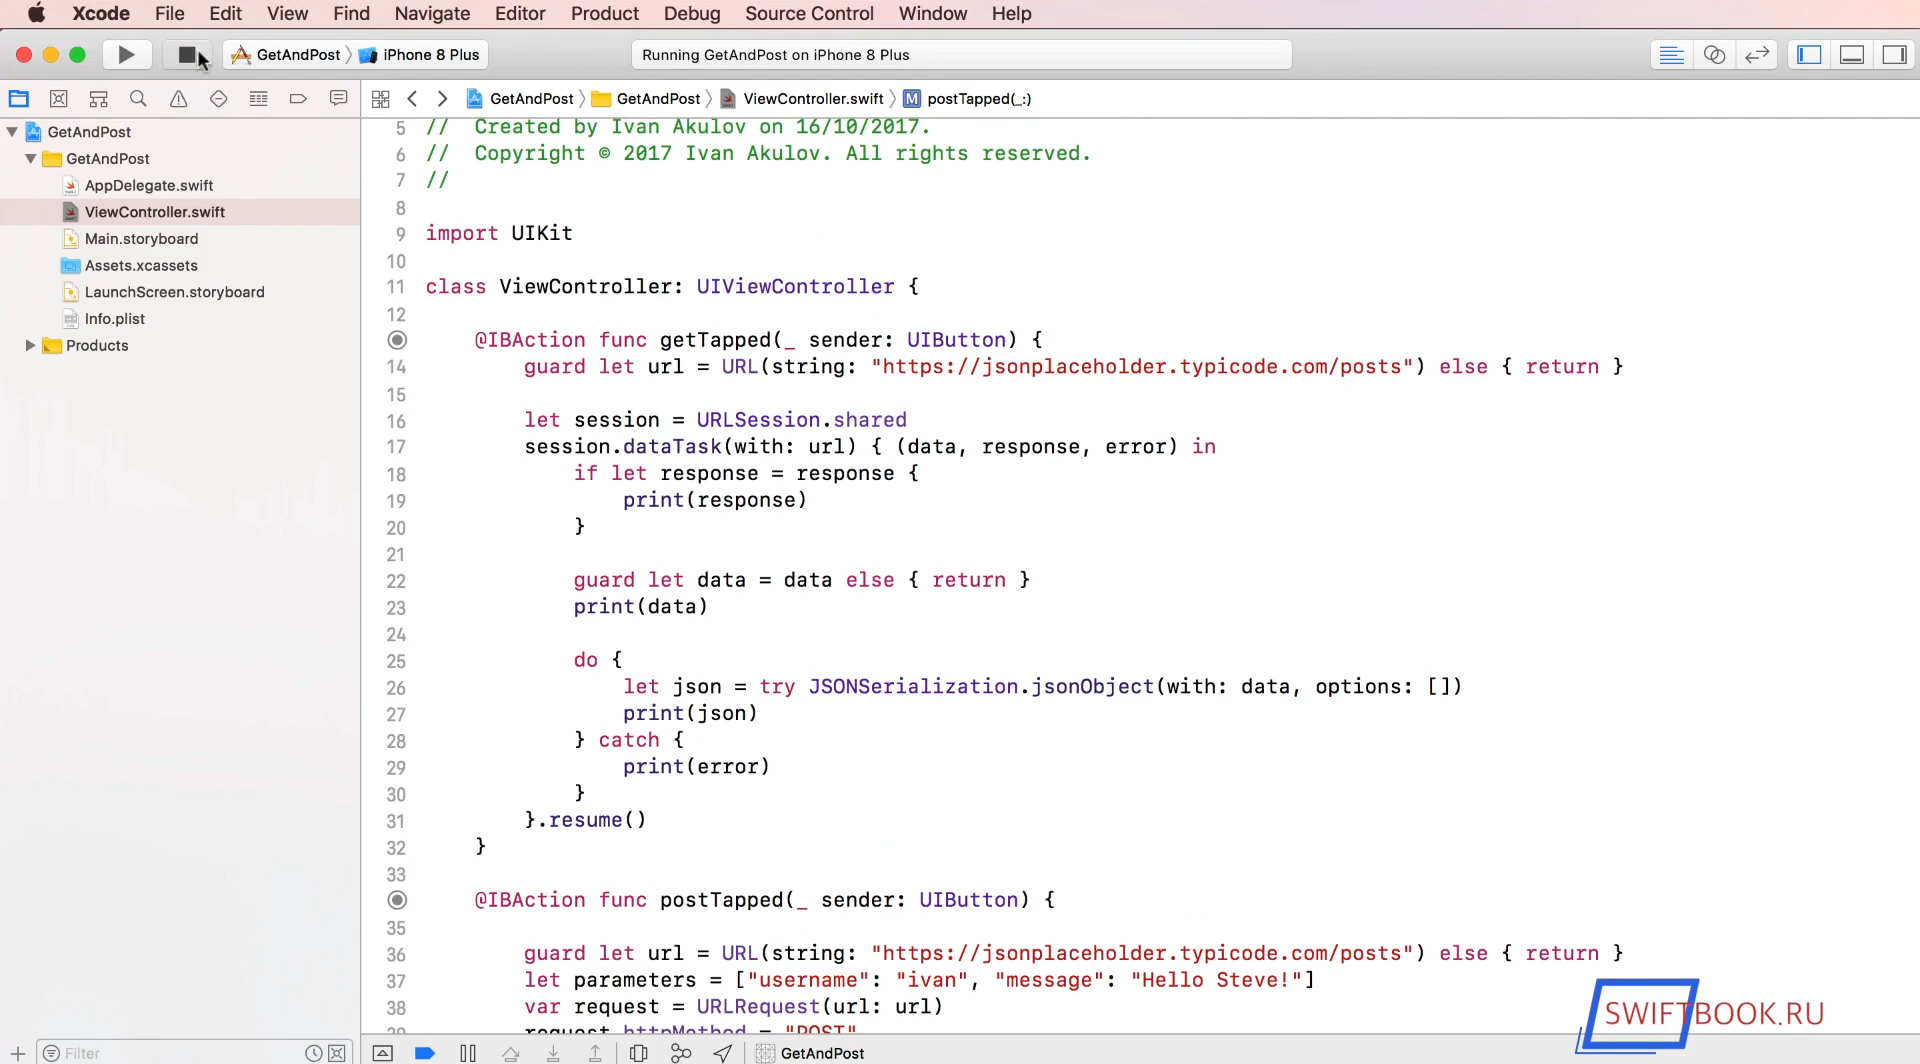 Xcode File Edit View Find Navigate Editor Product Debug Source Control Window Help
GetAndPost iPhone 8 Plus Running GetAndPost on iPhone 8 Plus
GetAndPost GetAndPost ViewController.swift M postTapped(_:)
GetAndPost
GetAndPost
AppDelegate.swift
ViewController.swift
Main.storyboard
Assets.xcassets
LaunchScreen.storyboard
Info.plist
Products
5 //  Created by Ivan Akulov on 16/10/2017.
6 //  Copyright © 2017 Ivan Akulov. All rights reserved.
7 //
8
9 import UIKit
10
11 class ViewController: UIViewController {
12
@IBAction func getTapped(_ sender: UIButton) {
14 guard let url = URL(string: "https://jsonplaceholder.typicode.com/posts") else { return }
15
16 let session = URLSession.shared
17 session.dataTask(with: url) { (data, response, error) in
18 if let response = response {
19 print(response)
20 }
21
22 guard let data = data else { return }
23 print(data)
24
25 do {
26 let json = try JSONSerialization.jsonObject(with: data, options: [])
27 print(json)
28 } catch {
29 print(error)
30 }
31 }.resume()
32 }
33
@IBAction func postTapped(_ sender: UIButton) {
35
36 guard let url = URL(string: "https://jsonplaceholder.typicode.com/posts") else { return }
37 let parameters = ["username": "ivan", "message": "Hello Steve!"]
38 var request = URLRequest(url: url)
39 request.httpMethod = "POST"
SWIFTBOOK.RU
Filter GetAndPost